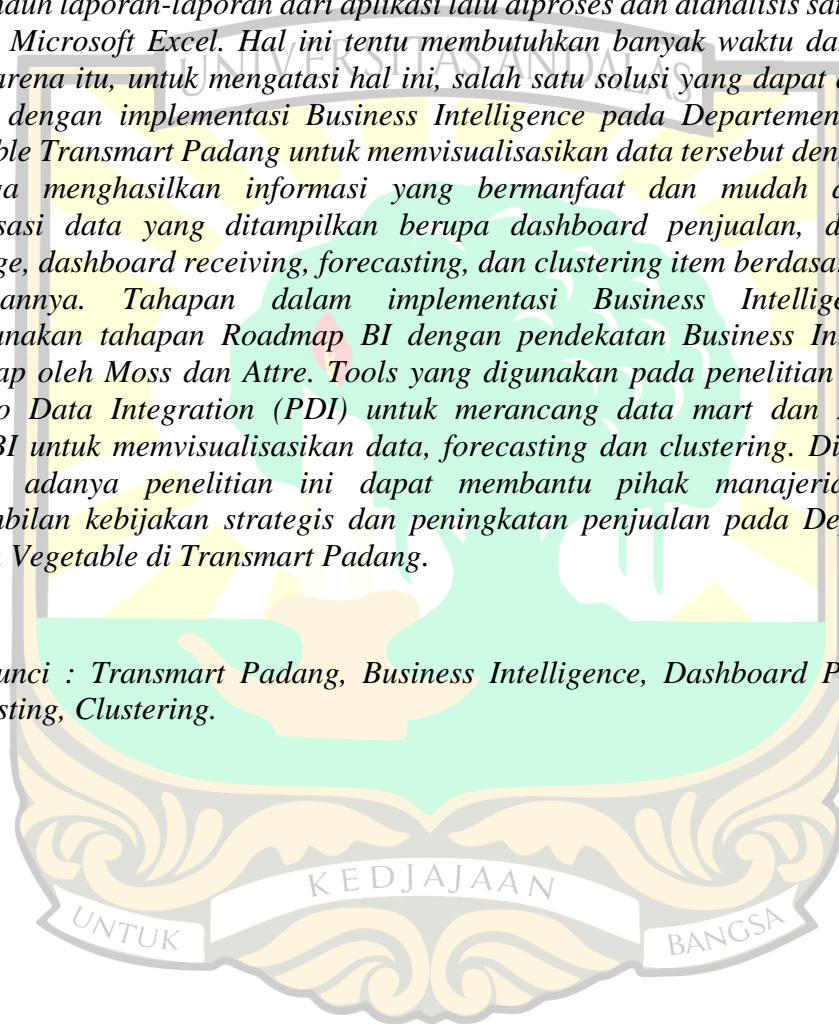 nduh laporan-laporan dari aplikasi lalu diproses dan dianalisis sa
Microsoft Excel. Hal ini tentu membutuhkan banyak waktu da
arena itu, untuk mengatasi hal ini, salah satu solusi yang dapat
dengan implementasi Business Intelligence pada Departemen
ble Transmart Padang untuk memvisualisasikan data tersebut den
ga menghasilkan informasi yang bermanfaat dan mudah d
sasi data yang ditampilkan berupa dashboard penjualan, d
ge, dashboard receiving, forecasting, dan clustering item berdasa
annya. Tahapan dalam implementasi Business Intellige
unakan tahapan Roadmap BI dengan pendekatan Business In
ap oleh Moss dan Attre. Tools yang digunakan pada penelitian
o Data Integration (PDI) untuk merancang data mart dan
BI untuk memvisualisasikan data, forecasting dan clustering. Di
adanya penelitian ini dapat membantu pihak manajeria
mbilan kebijakan strategis dan peningkatan penjualan pada De
Vegetable di Transmart Padang.
unci : Transmart Padang, Business Intelligence, Dashboard P
sting, Clustering.
UNIVERSITAS ANDALAS
KEDJAJAAN
UNTUK
BANGSA